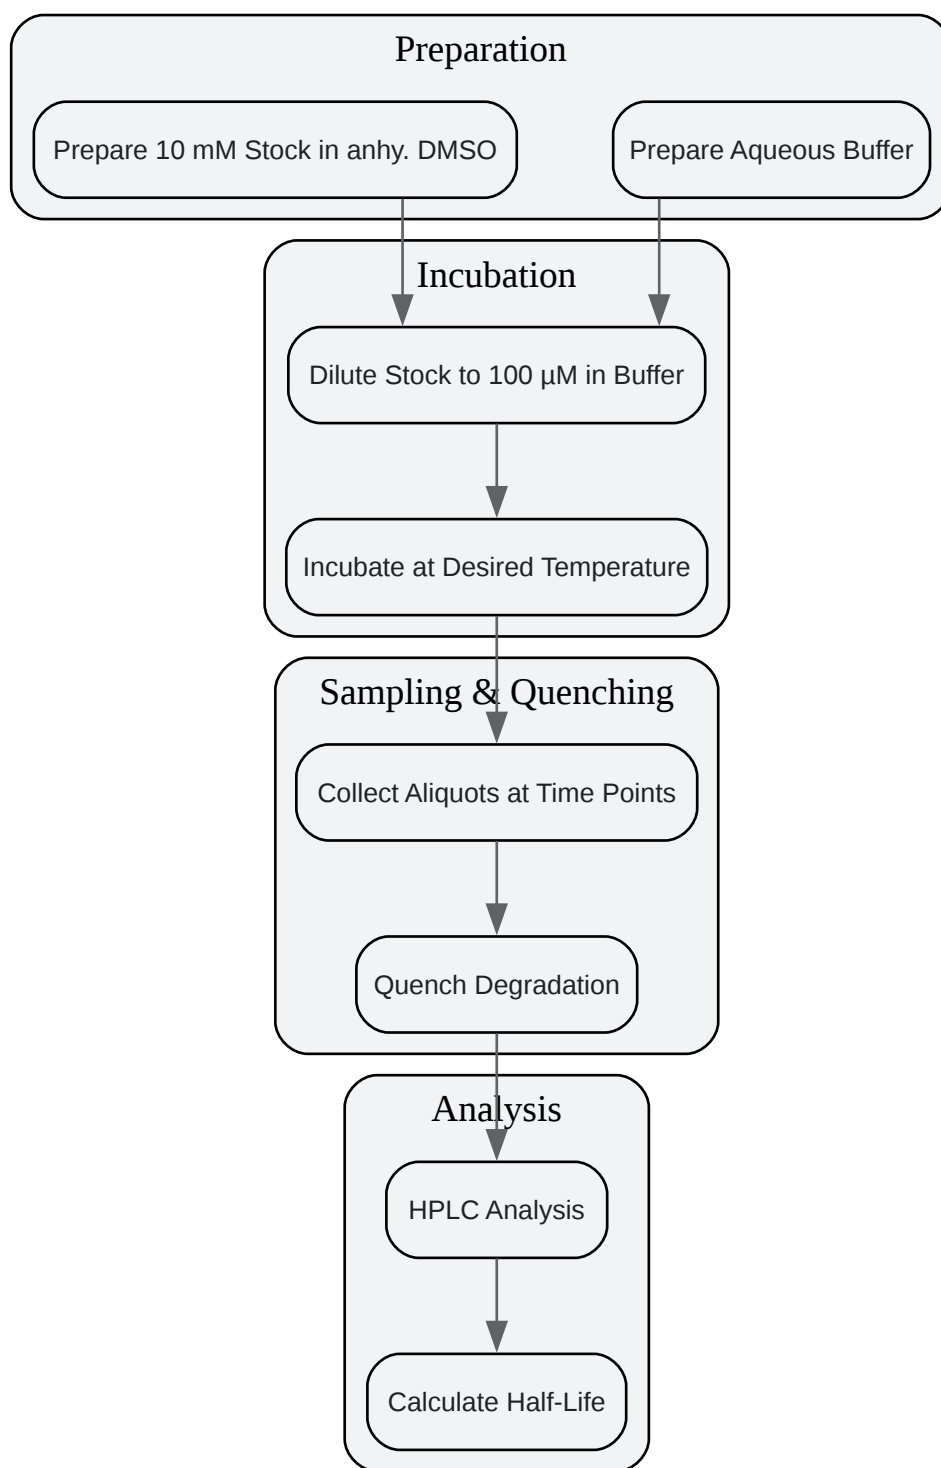 Preparation
Prepare 10 mM Stock in anhy. DMSO
Prepare Aqueous Buffer
Incubation
Dilute Stock to 100 µM in Buffer
Incubate at Desired Temperature
Sampling & Quenching
Collect Aliquots at Time Points
Quench Degradation
Analysis
HPLC Analysis
Calculate Half-Life